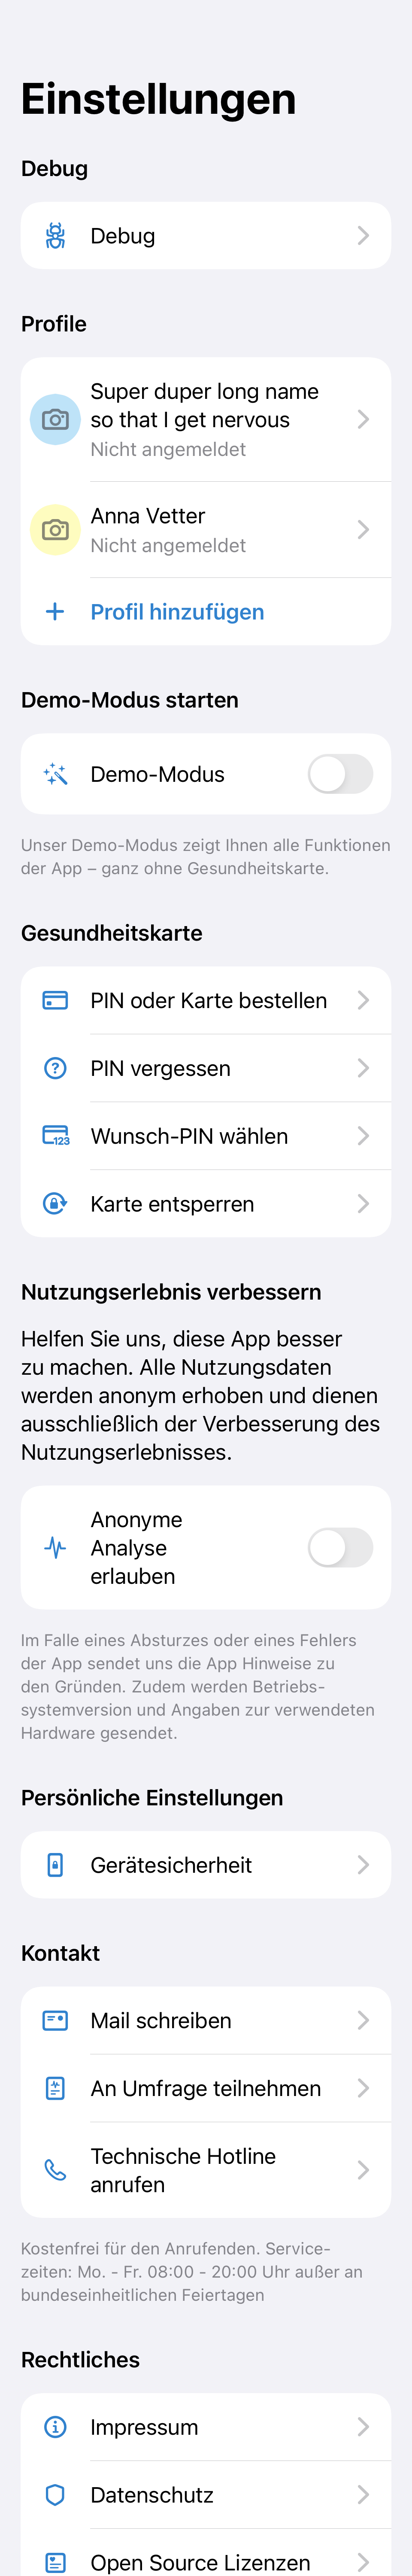 Einstellungen
Debug
Debug
Profile
Super duper long name
so that I get nervous
Nicht angemeldet
Anna Vetter
Nicht angemeldet
Profil hinzufügen
Demo-Modus starten
Demo-Modus
Unser Demo-Modus zeigt Ihnen alle Funktionen
der App – ganz ohne Gesundheitskarte.
Gesundheitskarte
PIN oder Karte bestellen
PIN vergessen
123
Wunsch-PIN wählen
Karte entsperren
Nutzungserlebnis verbessern
Helfen Sie uns, diese App besser
zu machen. Alle Nutzungsdaten
werden anonym erhoben und dienen
ausschließlich der Verbesserung des
Nutzungserlebnisses.
Anonyme
Analyse
erlauben
Im Falle eines Absturzes oder eines Fehlers
der App sendet uns die App Hinweise zu
den Gründen. Zudem werden Betriebs-
systemversion und Angaben zur verwendeten
Hardware gesendet.
Persönliche Einstellungen
Gerätesicherheit
Kontakt
Mail schreiben
An Umfrage teilnehmen
Technische Hotline
anrufen
Kostenfrei für den Anrufenden. Service-
zeiten: Mo. - Fr. 08:00 - 20:00 Uhr außer an
bundeseinheitlichen Feiertagen
Rechtliches
Impressum
Datenschutz
Open Source Lizenzen